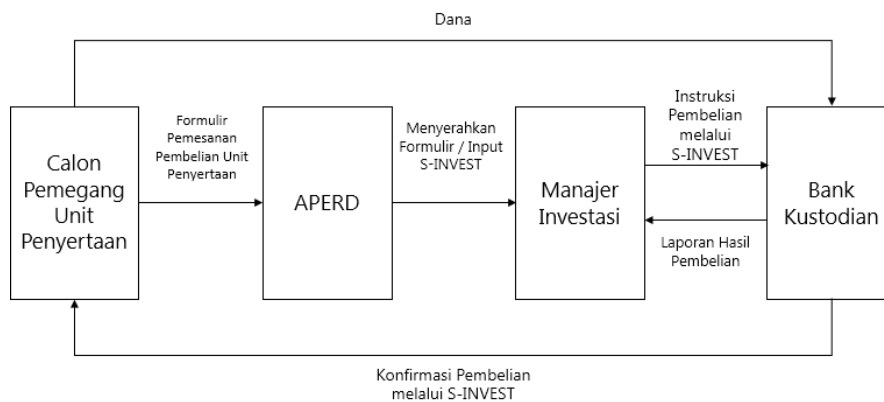 Dana
Calon
Pemegang
Unit
Penyertaan
Formulir
Pemesanan
Pembelian Unit
Penyertaan
APERD
Menyerahkan
Formulir / Input
S-INVEST
Manajer
Investasi
Instruksi
Pembelian
melalui
S-INVEST
Laporan Hasil
Pembelian
Bank
Kustodian
Konfirmasi Pembelian
melalui S-INVEST